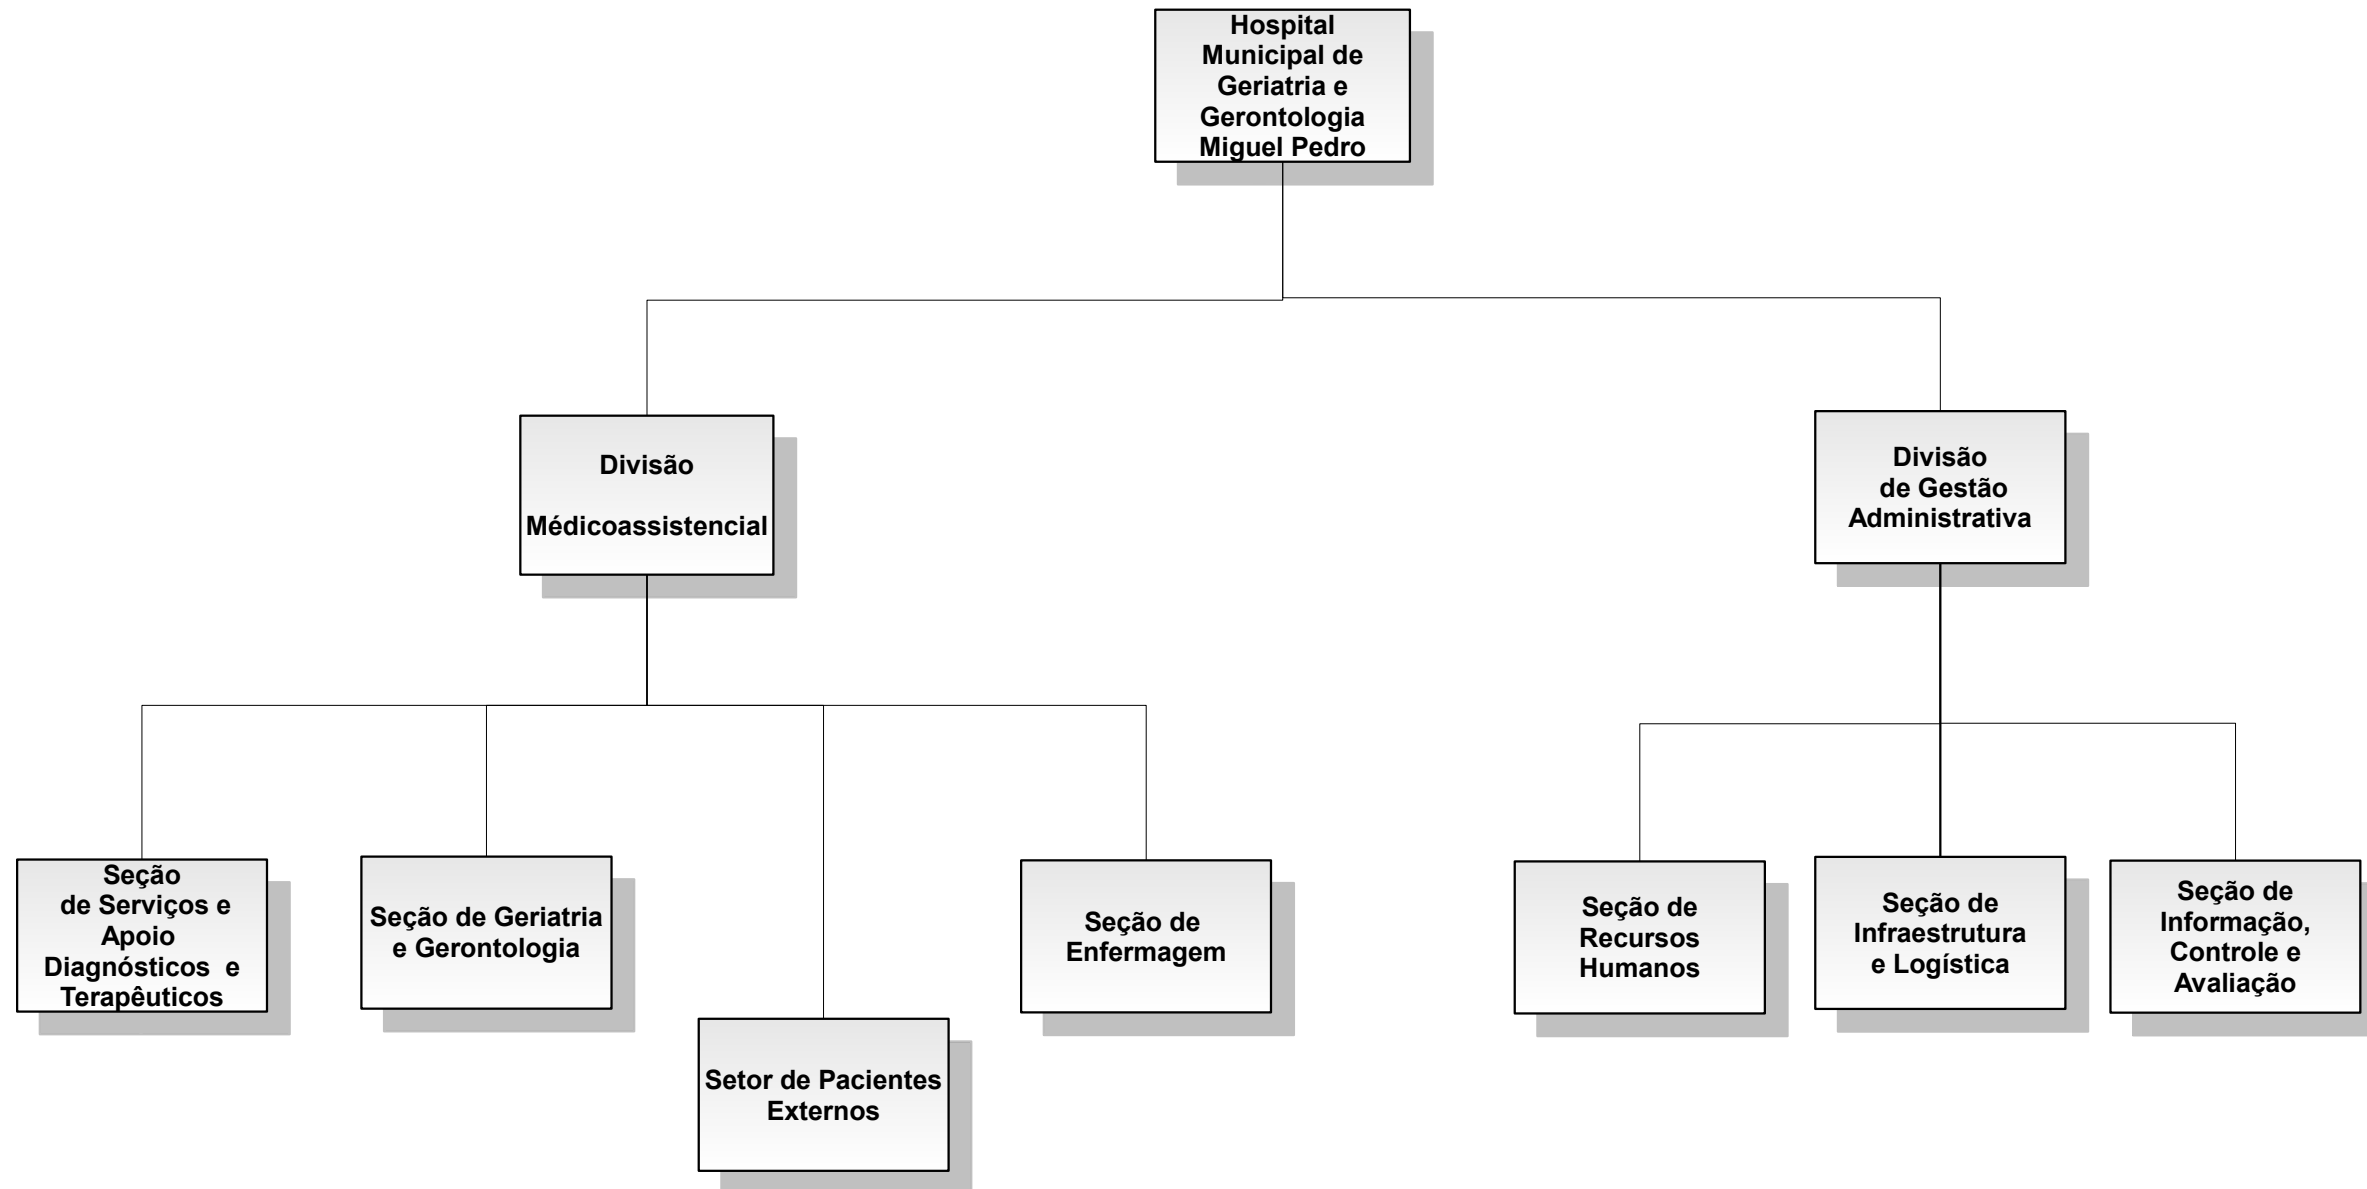 Hospital
Municipal de
Geriatria e
Gerontologia
Miguel Pedro
Divisão
Médicoassistencial
Divisão
de Gestão
Administrativa
Seção
de Serviços e
Apoio
Diagnósticos e
Terapêuticos
Seção de Geriatria
e Gerontologia
Setor de Pacientes
Externos
Seção de
Enfermagem
Seção de
Recursos
Humanos
Seção de
Infraestrutura
e Logística
Seção de
Informação,
Controle e
Avaliação